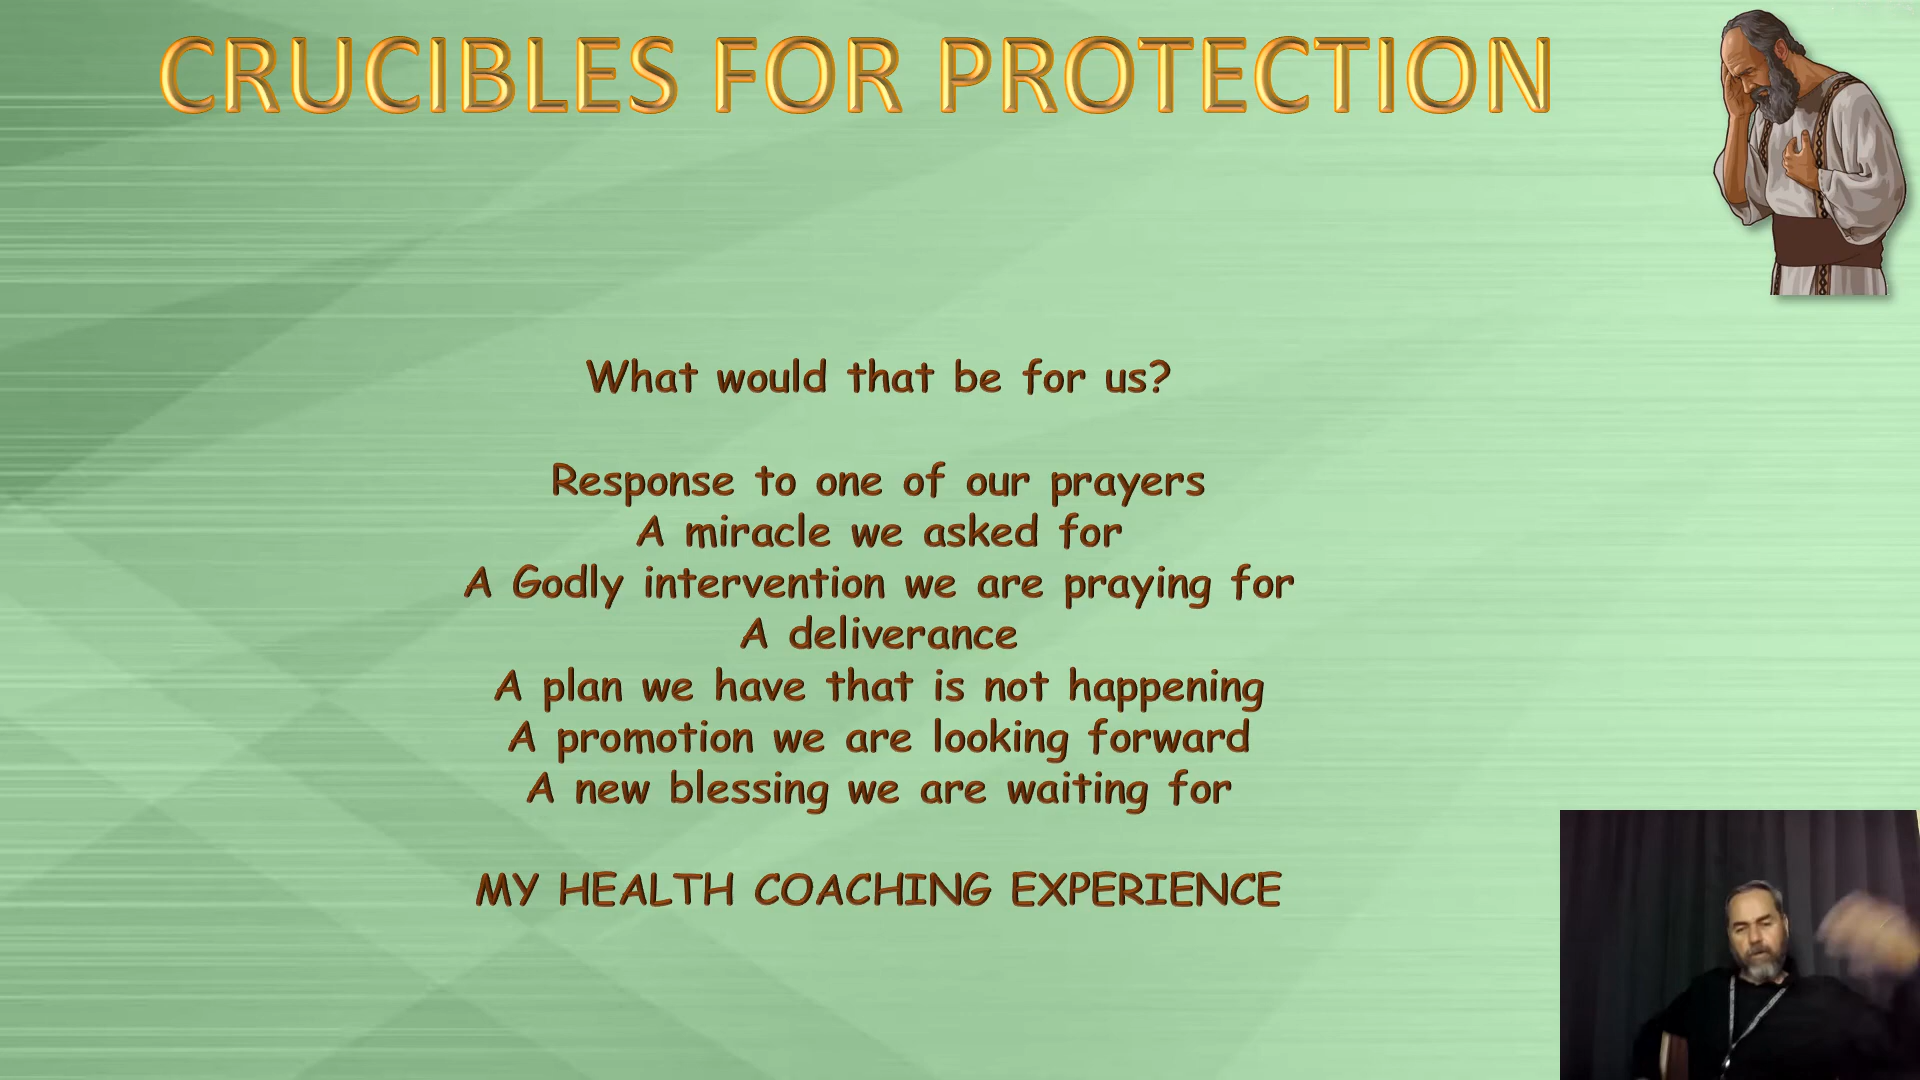 CRUCIBLES FOR PROTECTION
What would that be for us?
Response to one of our prayers
A miracle we asked for
A Godly intervention we are praying for
A deliverance
A plan we have that is not happening
A promotion we are looking forward
A new blessing we are waiting for
MY HEALTH COACHING EXPERIENCE